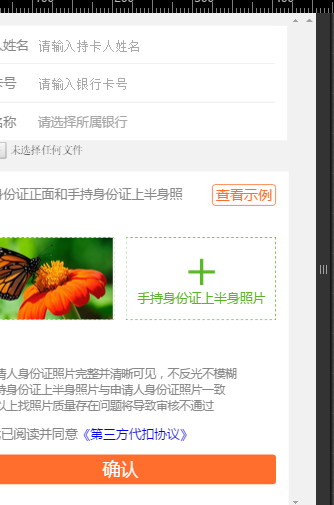 人姓名 请输入持卡人姓名
卡号 请输入银行卡号
名称 请选择所属银行
未选择任何文件
身份证正面和手持身份证上半身照 查看示例
手持身份证上半身照片
请人身份证照片完整并清晰可见，不反光不模糊
持身份证上半身照片与申请人身份证照片一致
以上找照片质量存在问题将导致审核不通过
已阅读并同意《第三方代扣协议》
确认